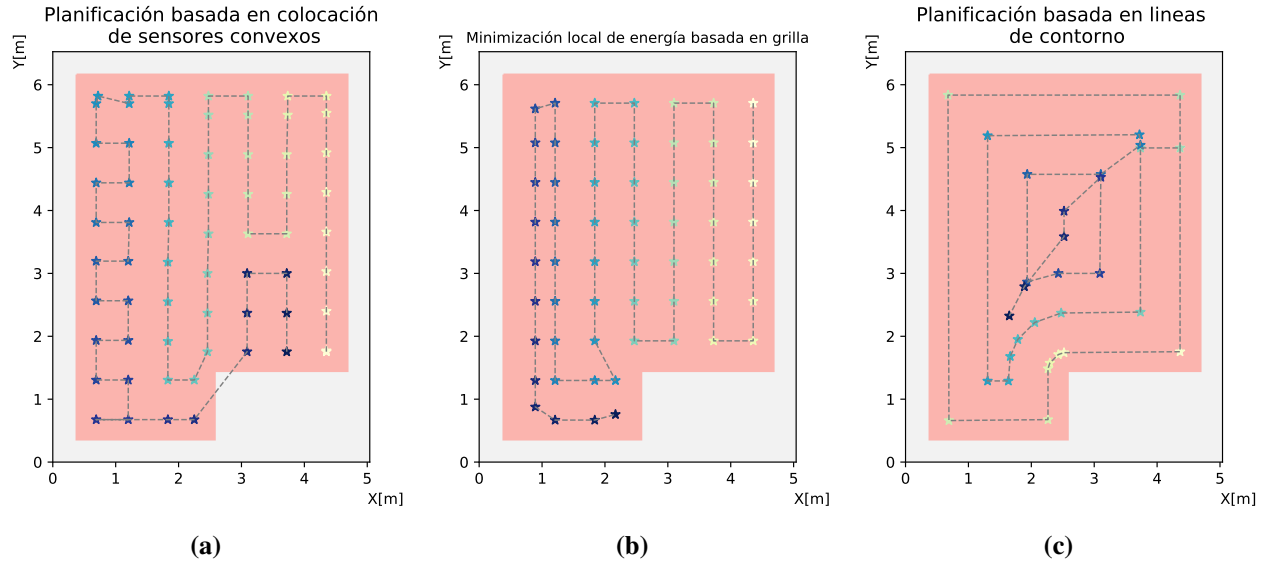 Planificación basada en colocación
de sensores convexos
Y[m]
6
5
4
3
2
1
0
0 1 2 3 4 5
X[m]
(a)
Minimización local de energía basada en grilla
Y[m]
6
5
4
3
2
1
0
0 1 2 3 4 5
X[m]
(b)
Planificación basada en lineas
de contorno
Y[m]
6
5
4
3
2
1
0
0 1 2 3 4 5
X[m]
(c)